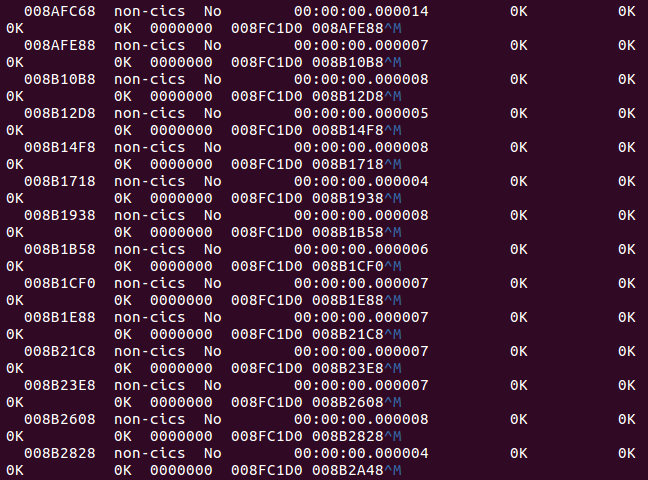 008AFC68 non-cics No 00:00:00.000014 0K 0K
0K 0K 0000000 008FC1D0 008AFE88^M
008AFE88 non-cics No 00:00:00.000007 0K 0K
0K 0K 0000000 008FC1D0 008B10B8^M
008B10B8 non-cics No 00:00:00.000008 0K 0K
0K 0K 0000000 008FC1D0 008B12D8^M
008B12D8 non-cics No 00:00:00.000005 0K 0K
0K 0K 0000000 008FC1D0 008B14F8^M
008B14F8 non-cics No 00:00:00.000008 0K 0K
0K 0K 0000000 008FC1D0 008B1718^M
008B1718 non-cics No 00:00:00.000004 0K 0K
0K 0K 0000000 008FC1D0 008B1938^M
008B1938 non-cics No 00:00:00.000008 0K 0K
0K 0K 0000000 008FC1D0 008B1B58^M
008B1B58 non-cics No 00:00:00.000006 0K 0K
0K 0K 0000000 008FC1D0 008B1CF0^M
008B1CF0 non-cics No 00:00:00.000007 0K 0K
0K 0K 0000000 008FC1D0 008B1E88^M
008B1E88 non-cics No 00:00:00.000007 0K 0K
0K 0K 0000000 008FC1D0 008B21C8^M
008B21C8 non-cics No 00:00:00.000007 0K 0K
0K 0K 0000000 008FC1D0 008B23E8^M
008B23E8 non-cics No 00:00:00.000007 0K 0K
0K 0K 0000000 008FC1D0 008B2608^M
008B2608 non-cics No 00:00:00.000008 0K 0K
0K 0K 0000000 008FC1D0 008B2828^M
008B2828 non-cics No 00:00:00.000004 0K 0K
0K 0K 0000000 008FC1D0 008B2A48^M